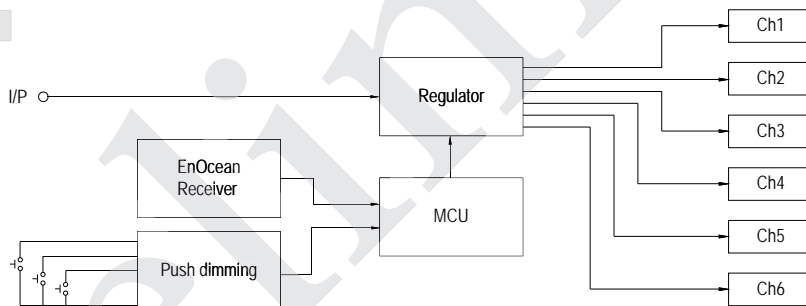 Ch1
Ch2
I/P
Regulator
Ch3
EnOcean
Receiver
Ch4
MCU
Ch5
Push dimming
Ch6